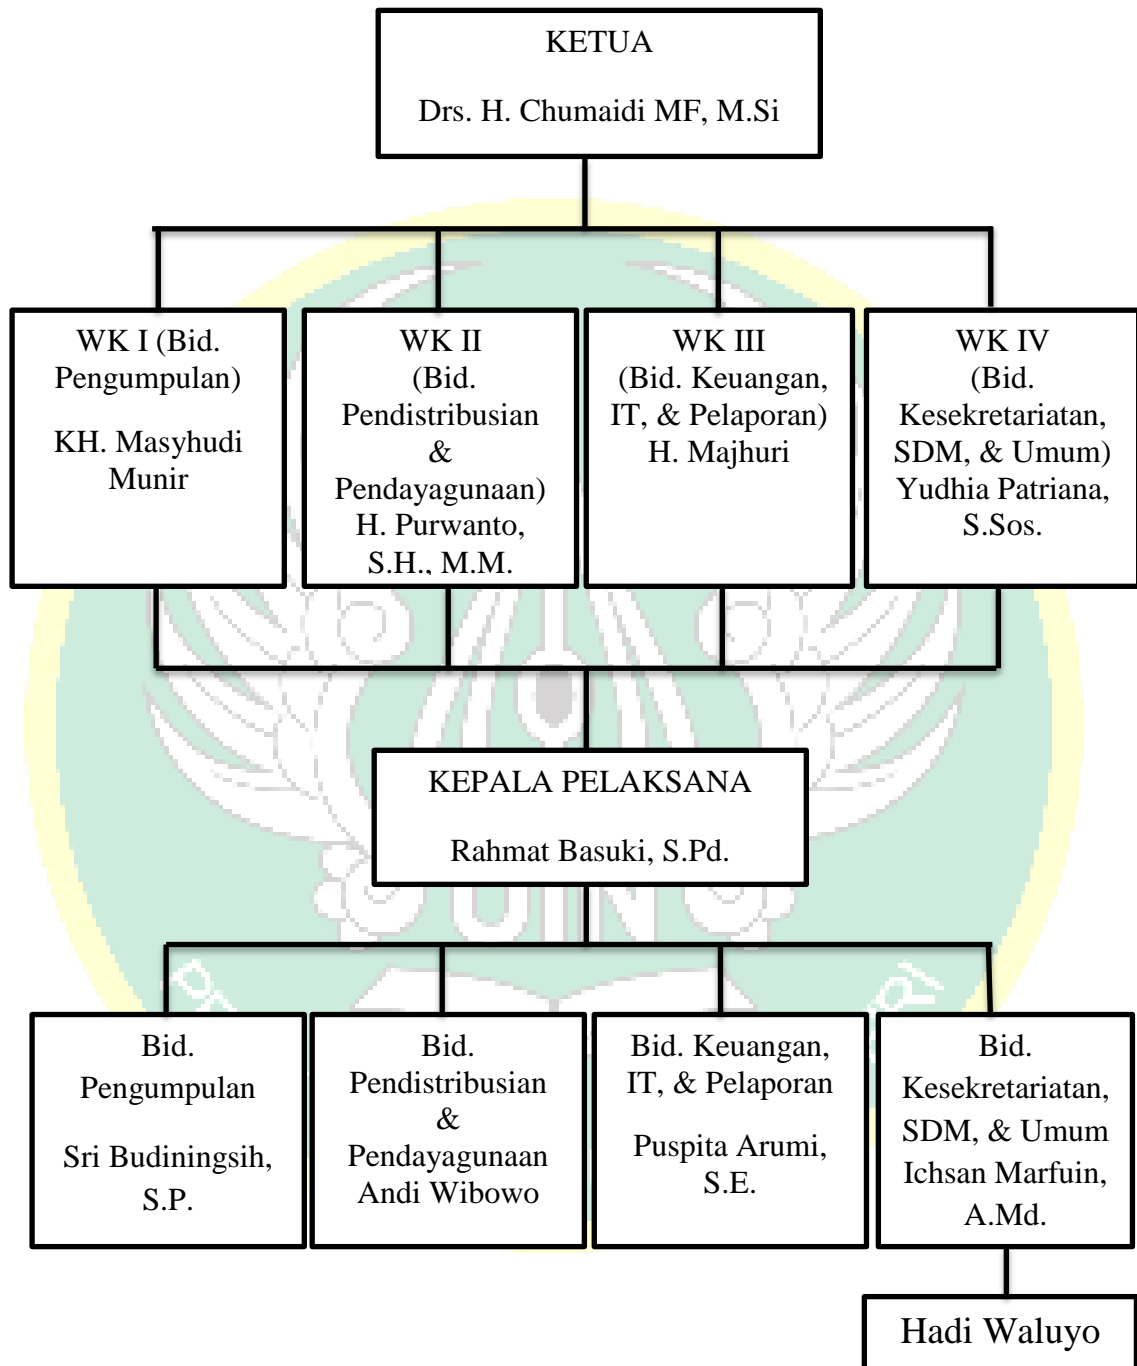 KETUA
Drs. H. Chumaidi MF, M.Si
WK I (Bid.
Pengumpulan)
KH. Masyhudi
Munir
WK II
(Bid.
Pendistribusian
&
Pendayagunaan)
H. Purwanto,
S.H., M.M.
WK III
(Bid. Keuangan,
IT, & Pelaporan)
H. Majhuri
WK IV
(Bid.
Kesekretariatan,
SDM, & Umum)
Yudhia Patriana,
S.Sos.
KEPALA PELAKSANA
Rahmat Basuki, S.Pd.
UIN
Bid.
Pengumpulan
Sri Budiningsih,
S.P.
Bid.
Pendistribusian
&
Pendayagunaan
Andi Wibowo
Bid. Keuangan,
IT, & Pelaporan
Puspita Arumi,
S.E.
Bid.
Kesekretariatan,
SDM, & Umum
Ichsan Marfuin,
A.Md.
Hadi Waluyo